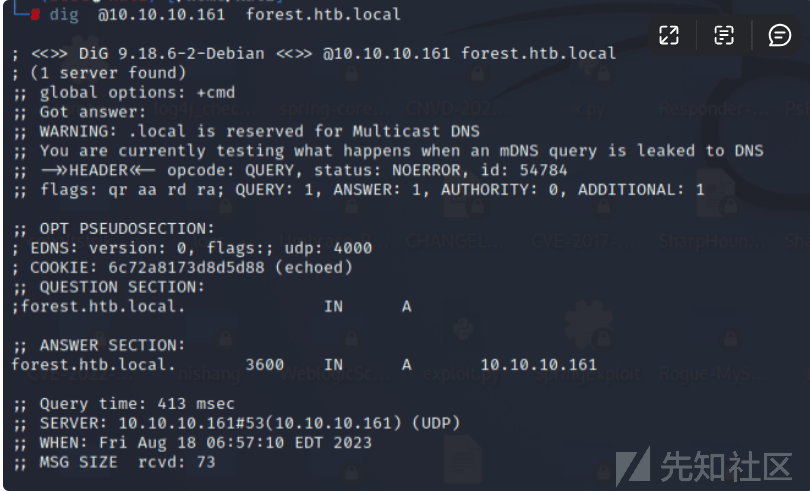 # dig  @10.10.10.161  forest.htb.local
; <<>> DiG 9.18.6-2-Debian <<>> @10.10.10.161 forest.htb.local
; (1 server found)
;; global options: +cmd
;; Got answer:
;; WARNING: .local is reserved for Multicast DNS
;; You are currently testing what happens when an mDNS query is leaked to DNS
;; ->>HEADER<<- opcode: QUERY, status: NOERROR, id: 54784
;; flags: qr aa rd ra; QUERY: 1, ANSWER: 1, AUTHORITY: 0, ADDITIONAL: 1
;; OPT PSEUDOSECTION:
; EDNS: version: 0, flags:; udp: 4000
; COOKIE: 6c72a8173d8d5d88 (echoed)
;; QUESTION SECTION:
;forest.htb.local.              IN      A
;; ANSWER SECTION:
forest.htb.local.       3600    IN      A       10.10.10.161
;; Query time: 413 msec
;; SERVER: 10.10.10.161#53(10.10.10.161) (UDP)
;; WHEN: Fri Aug 18 06:57:10 EDT 2023
;; MSG SIZE  rcvd: 73
先知社区